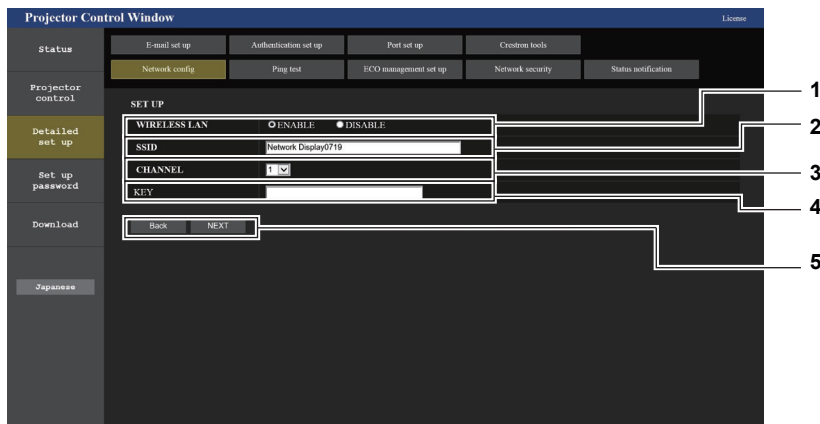 Projector Control Window License
Status
E-mail set up Authentication set up Port set up Crestron tools
Network config Ping test ECO management set up Network security Status notification
Projector
control
Detailed
set up
Set up
password
Download
Japanese
SET UP
WIRELESS LAN ENABLE DISABLE
SSID Network Display0719
CHANNEL 1
KEY
Back NEXT
1
2
3
4
5